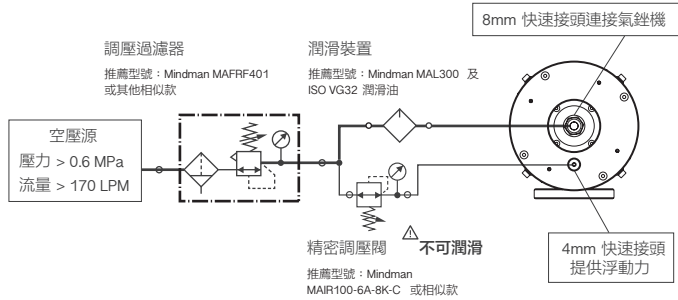 8mm 快速接頭連接氣銼機
調壓過濾器
推薦型號：Mindman MAFRF401
或其他相似款
潤滑裝置
推薦型號：Mindman MAL300 及
ISO VG32 潤滑油
空壓源
壓力 > 0.6 MPa
流量 > 170 LPM
精密調壓閥
不可潤滑
推薦型號：Mindman
MAIR100-6A-8K-C 或相似款
4mm 快速接頭
提供浮動力